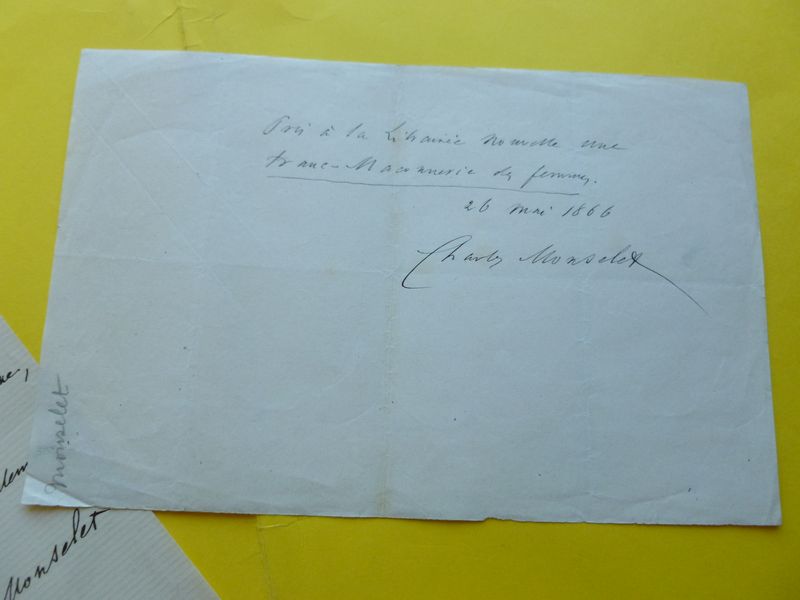 Pris à la Librairie nouvelle une
franc-Maçonnerie des femmes.
26 mai 1866
Charles Monselet
Monselet
Monselet